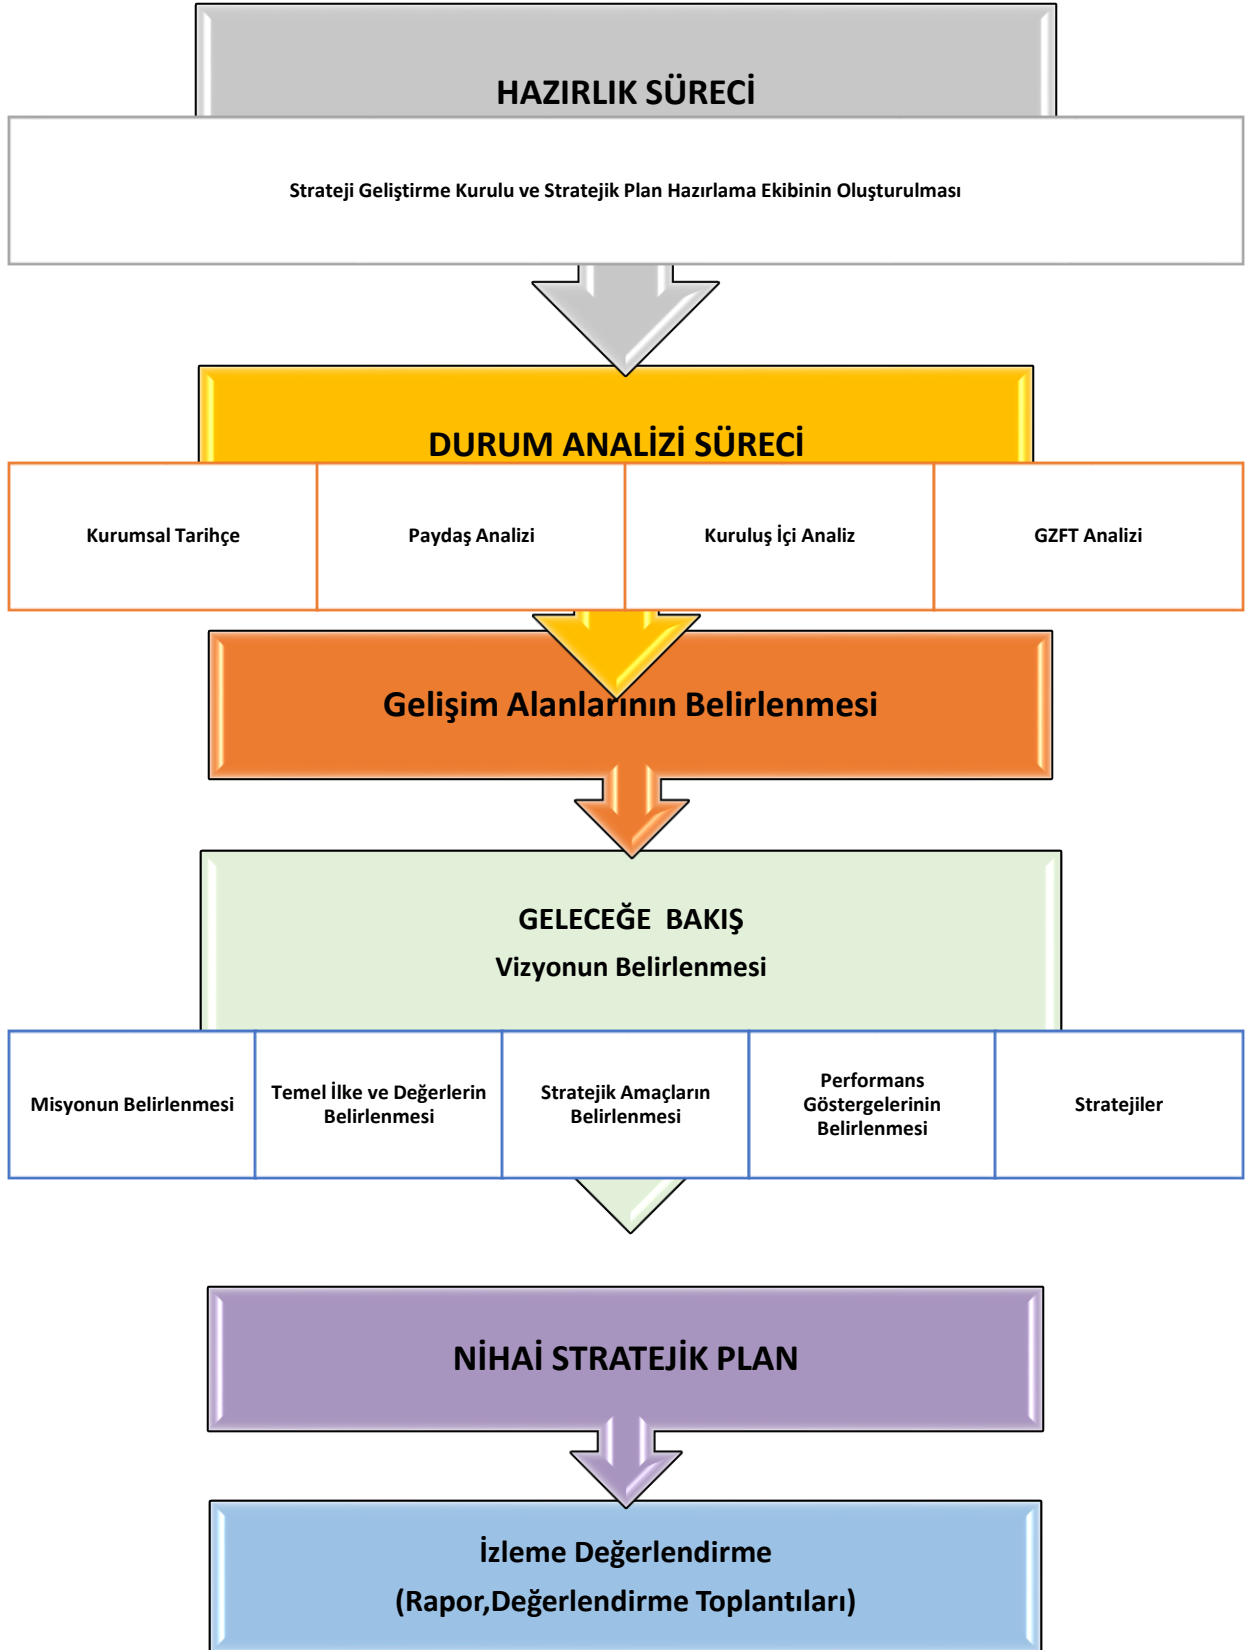 HAZIRLIK SÜRECİ
Strateji Geliştirme Kurulu ve Stratejik Plan Hazırlama Ekibinin Oluşturulması
DURUM ANALİZİ SÜRECİ
Kurumsal Tarihçe
Paydaş Analizi
Kuruluş İçi Analiz
GZFT Analizi
Gelişim Alanlarının Belirlenmesi
GELECEĞE  BAKIŞ
Vizyonun Belirlenmesi
Misyonun Belirlenmesi
Temel İlke ve Değerlerin
Belirlenmesi
Stratejik Amaçların
Belirlenmesi
Performans
Göstergelerinin
Belirlenmesi
Stratejiler
NİHAİ STRATEJİK PLAN
İzleme Değerlendirme
(Rapor,Değerlendirme Toplantıları)